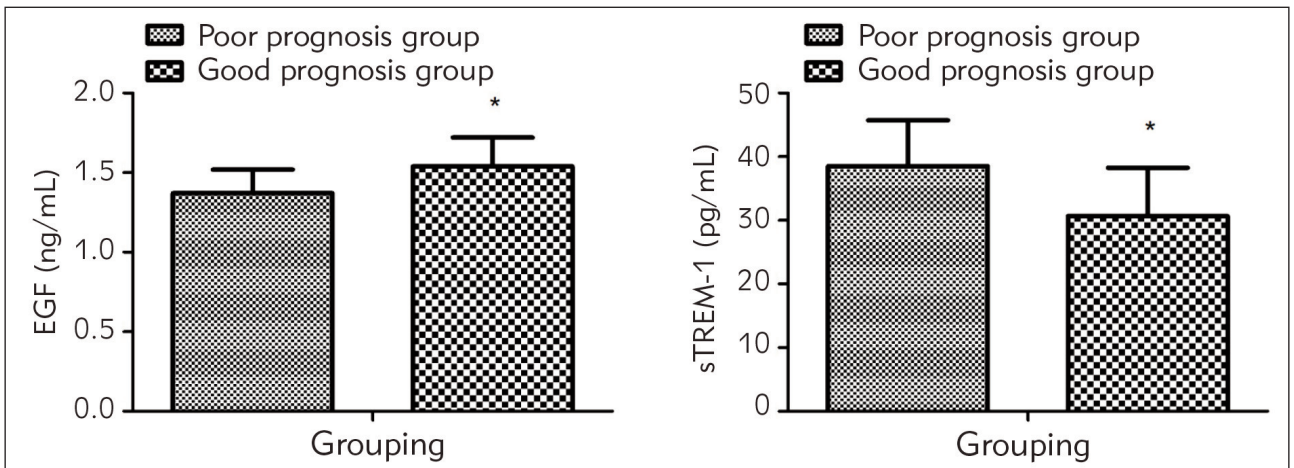 Poor prognosis group
Good prognosis group
2.0
1.5
1.0
0.5
0.0
EGF (ng/mL)
*
Grouping
Poor prognosis group
Good prognosis group
50
40
30
20
10
0
sTREM-1 (pg/mL)
*
Grouping